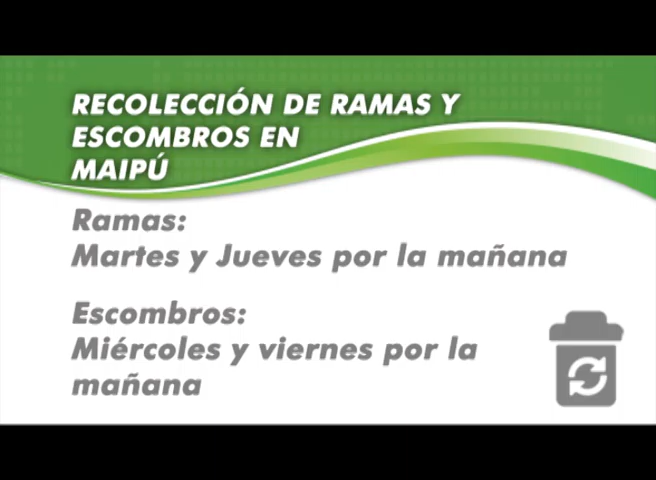 RECOLECCIÓN DE RAMAS Y
ESCOMBROS EN
MAIPÚ
Ramas:
Martes y Jueves por la mañana
Escombros:
Miércoles y viernes por la
mañana